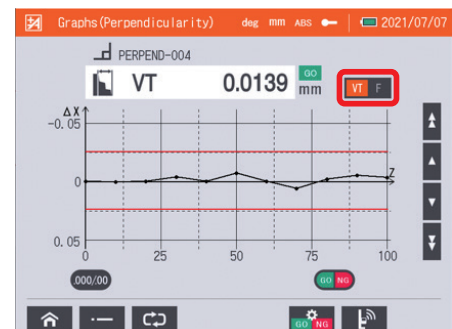 Graphs(Perpendicularity) deg mm ABS 2021/07/07
PERPEND-004
VT 0.0139 GO mm VT F
ΔX
-0.05
0 Z
0.05
0 25 50 75 100
.000/.00 GO NG
GO NG